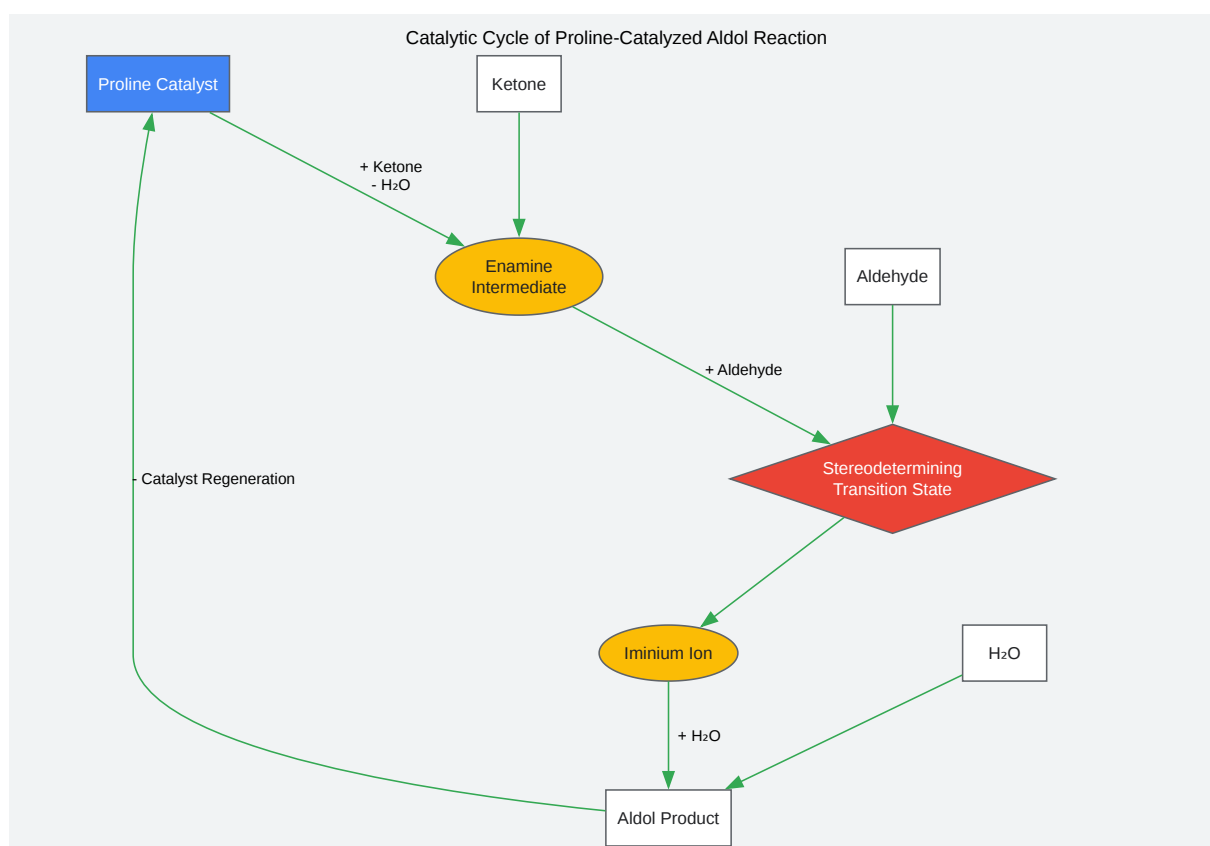 Catalytic Cycle of Proline-Catalyzed Aldol Reaction
Proline Catalyst
Ketone
+ Ketone
- H₂O
Enamine
Intermediate
Aldehyde
+ Aldehyde
Stereodetermining
Transition State
- Catalyst Regeneration
Iminium Ion
H₂O
+ H₂O
Aldol Product